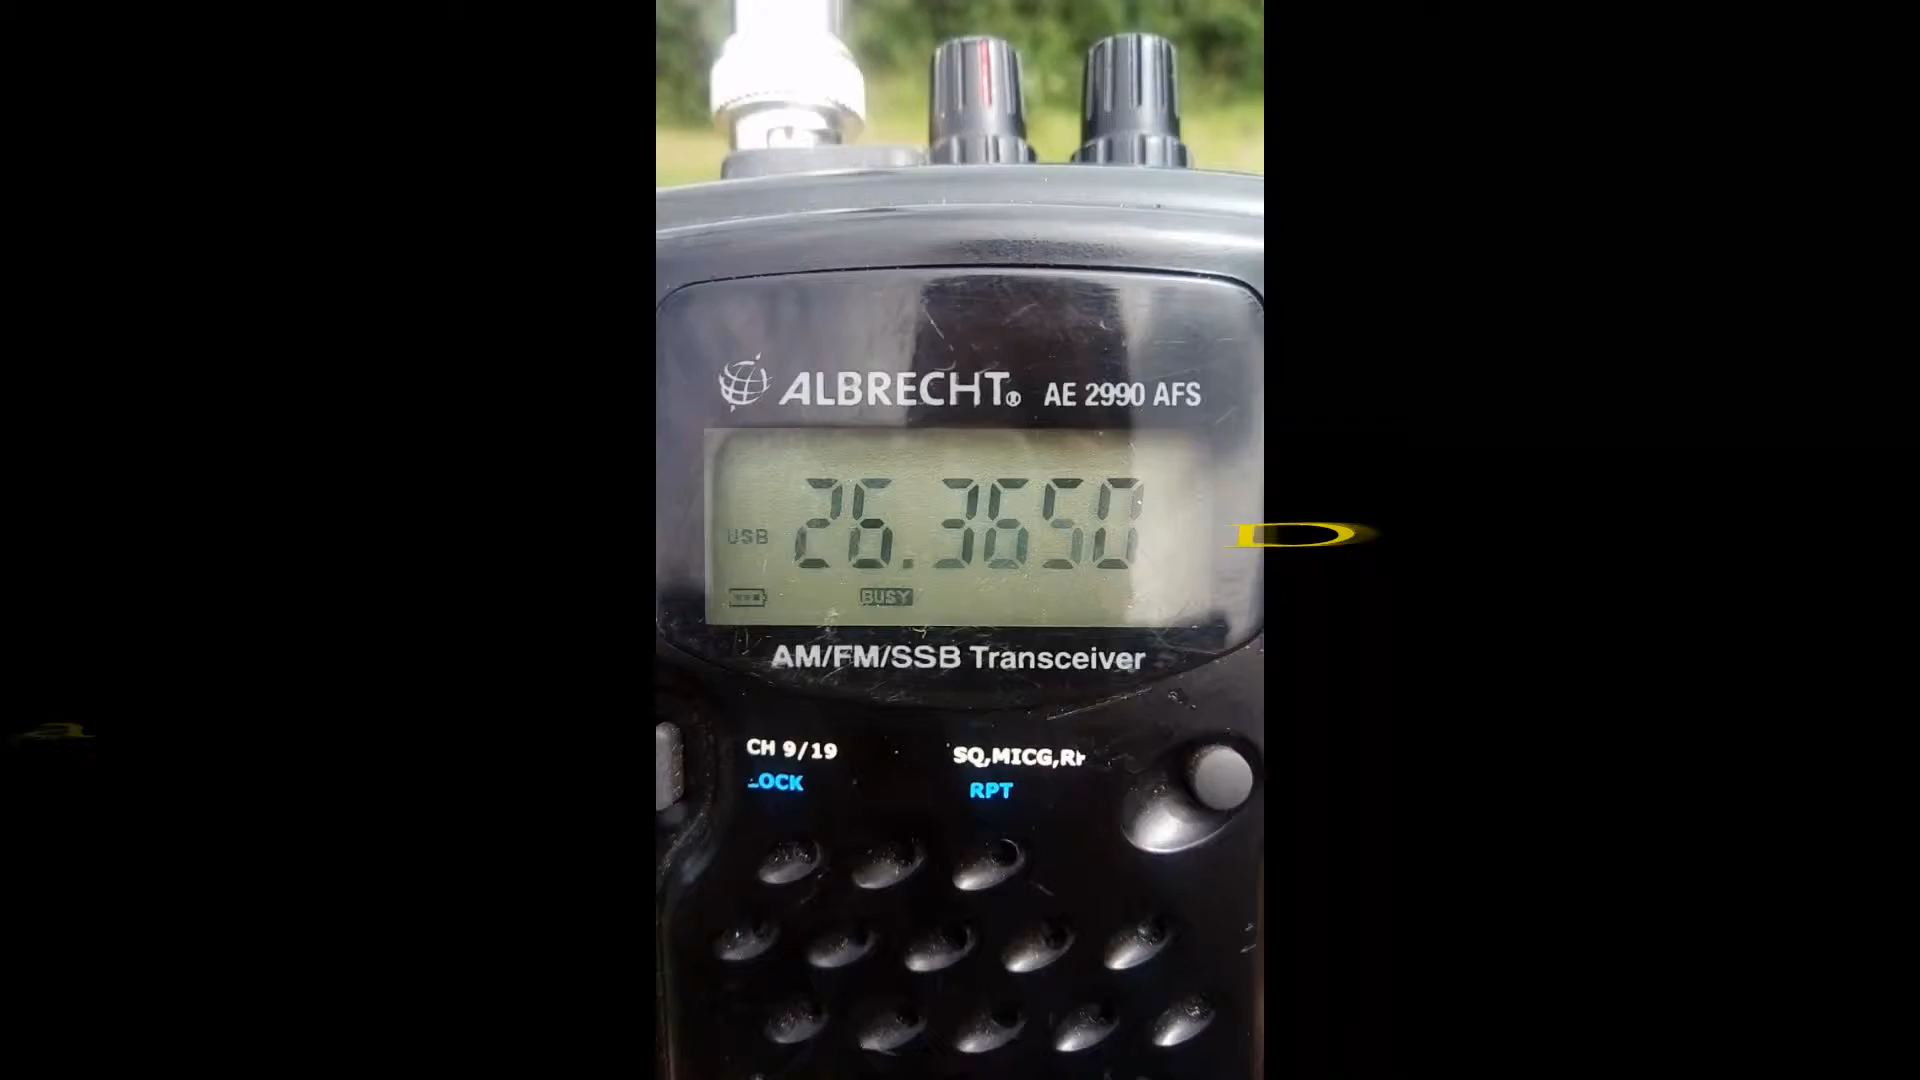 ALBRECHT® AE 2990 AFS
26.3650
USB
BUSY
AM/FM/SSB Transceiver
CH 9/19 SQ,MICG,
LOCK RPT
D
a